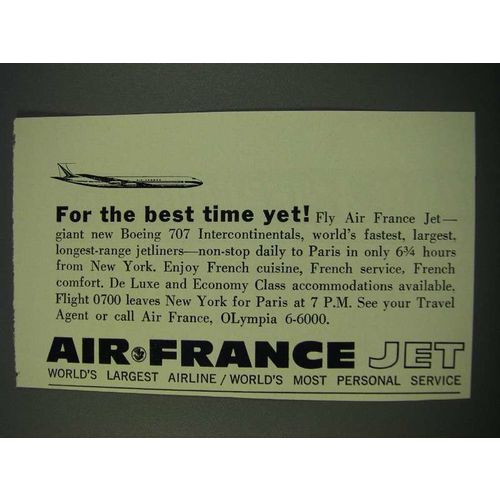 For the best time yet! Fly Air France Jet—
giant new Boeing 707 Intercontinentals, world's fastest, largest,
longest-range jetliners—non-stop daily to Paris in only 6¾ hours
from New York. Enjoy French cuisine, French service, French
comfort. De Luxe and Economy Class accommodations available.
Flight 0700 leaves New York for Paris at 7 P.M. See your Travel
Agent or call Air France, OLympia 6-6000.
AIR FRANCE JET
WORLD'S LARGEST AIRLINE / WORLD'S MOST PERSONAL SERVICE